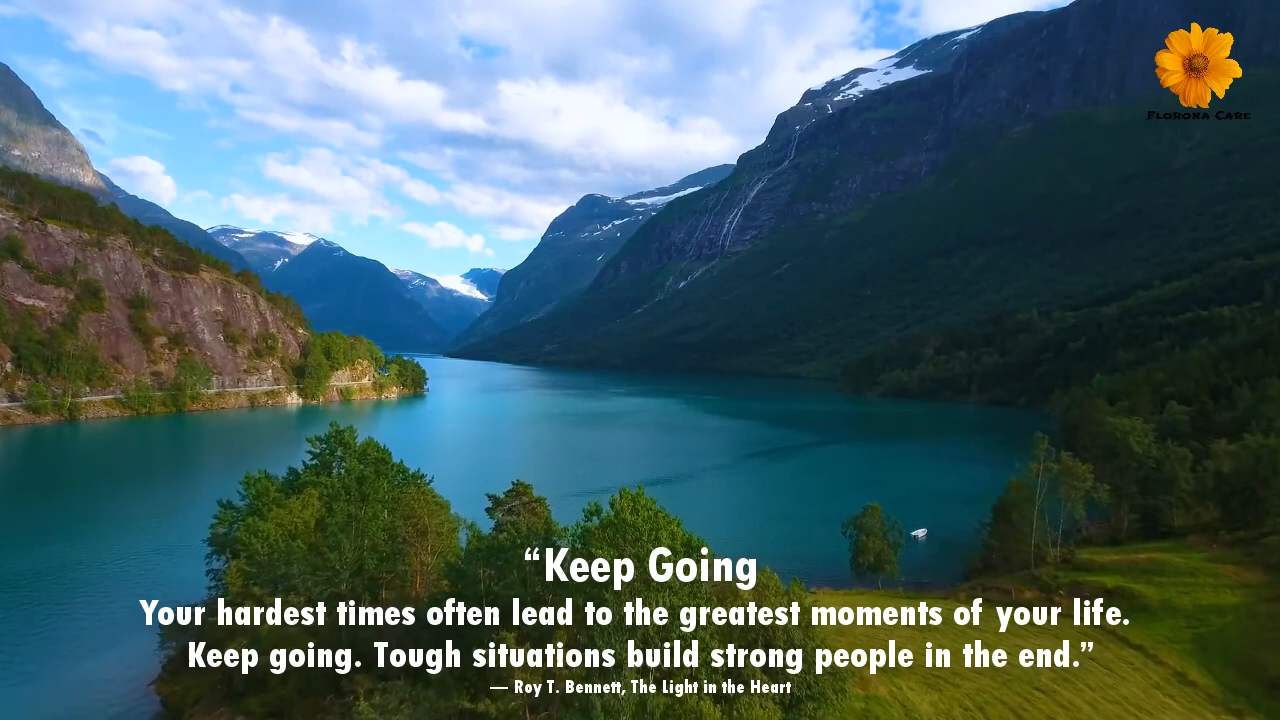 Florona Care
“Keep Going
Your hardest times often lead to the greatest moments of your life.
Keep going. Tough situations build strong people in the end.”
— Roy T. Bennett, The Light in the Heart